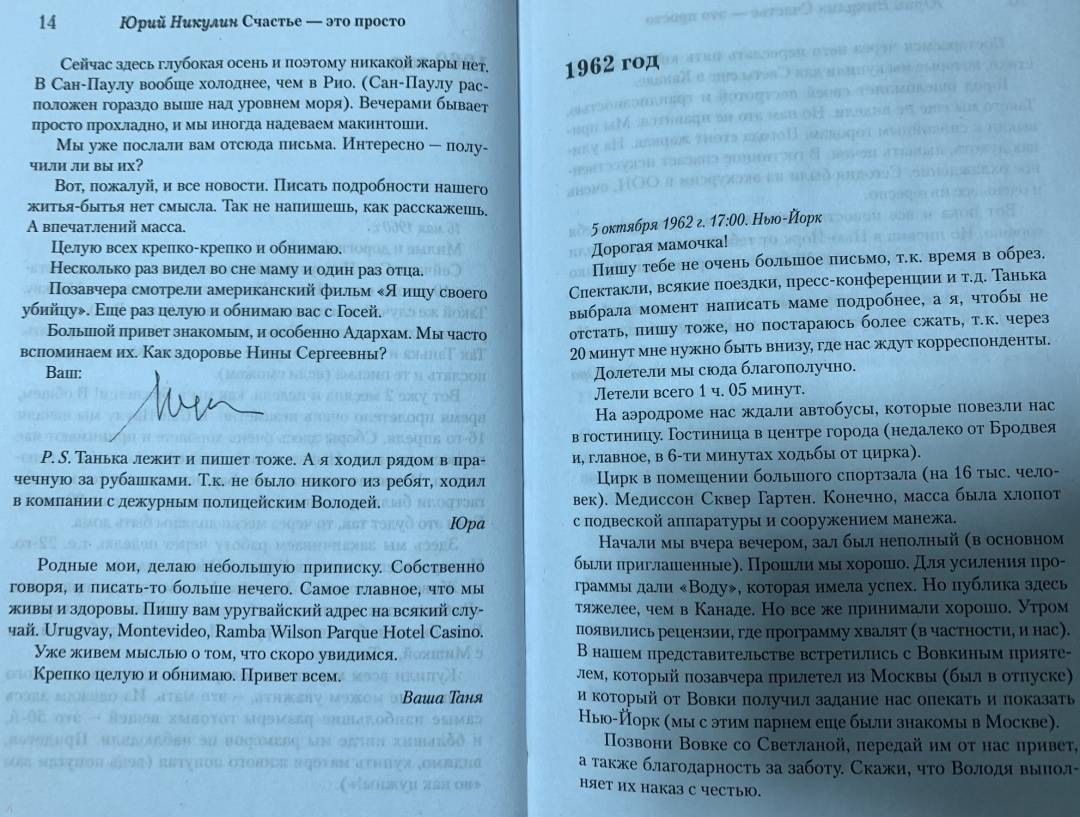 14 Юрий Никулин Счастье — это просто
Сейчас здесь глубокая осень и поэтому никакой жары нет.
В Сан-Паулу вообще холоднее, чем в Рио. (Сан-Паулу рас-
положен гораздо выше над уровнем моря). Вечерами бывает
просто прохладно, и мы иногда надеваем макинтоши.
Мы уже послали вам отсюда письма. Интересно — полу-
чили ли вы их?
Вот, пожалуй, и все новости. Писать подробности нашего
житья-бытья нет смысла. Так не напишешь, как расскажешь.
А впечатлений масса.
Целую всех крепко-крепко и обнимаю.
Несколько раз видел во сне маму и один раз отца.
Позавчера смотрели американский фильм «Я ищу своего
убийцу». Еще раз целую и обнимаю вас с Госей.
Большой привет знакомым, и особенно Адархам. Мы часто
вспоминаем их. Как здоровье Нины Сергеевны?
Ваш:
P. S. Танька лежит и пишет тоже. А я ходил рядом в пра-
чечную за рубашками. Т.к. не было никого из ребят, ходил
в компании с дежурным полицейским Володей.
Юра
Родные мои, делаю небольшую приписку. Собственно
говоря, и писать-то больше нечего. Самое главное, что мы
живы и здоровы. Пишу вам уругвайский адрес на всякий слу-
чай. Urugvay, Montevideo, Ramba Wilson Parque Hotel Casino.
Уже живем мыслью о том, что скоро увидимся.
Крепко целую и обнимаю. Привет всем.
Ваша Таня
1962 год
5 октября 1962 г. 17:00. Нью-Йорк
Дорогая мамочка!
Пишу тебе не очень большое письмо, т.к. время в обрез.
Спектакли, всякие поездки, пресс-конференции и т.д. Танька
выбрала момент написать маме подробнее, а я, чтобы не
отстать, пишу тоже, но постараюсь более сжать, т.к. через
20 минут мне нужно быть внизу, где нас ждут корреспонденты.
Долетели мы сюда благополучно.
Летели всего 1 ч. 05 минут.
На аэродроме нас ждали автобусы, которые повезли нас
в гостиницу. Гостиница в центре города (недалеко от Бродвея
и, главное, в 6-ти минутах ходьбы от цирка).
Цирк в помещении большого спортзала (на 16 тыс. чело-
век). Медиссон Сквер Гартен. Конечно, масса была хлопот
с подвеской аппаратуры и сооружением манежа.
Начали мы вчера вечером, зал был неполный (в основном
были приглашенные). Прошли мы хорошо. Для усиления про-
граммы дали «Воду», которая имела успех. Но публика здесь
тяжелее, чем в Канаде. Но все же принимали хорошо. Утром
появились рецензии, где программу хвалят (в частности, и нас).
В нашем представительстве встретились с Вовкиным прияте-
лем, который позавчера прилетел из Москвы (был в отпуске)
и который от Вовки получил задание нас опекать и показать
Нью-Йорк (мы с этим парнем еще были знакомы в Москве).
Позвони Вовке со Светланой, передай им от нас привет,
а также благодарность за заботу. Скажи, что Володя выпол-
няет их наказ с честью.